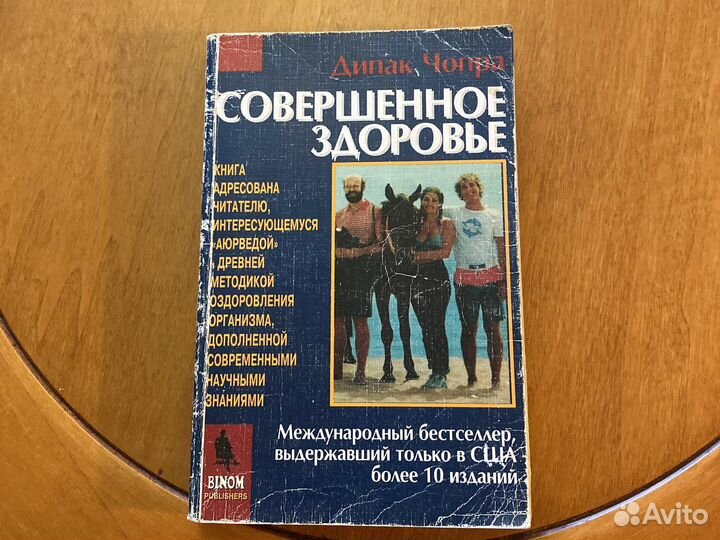 Дипак Чопра
СОВЕРШЕННОЕ
ЗДОРОВЬЕ
КНИГА
АДРЕСОВАНА
ЧИТАТЕЛЮ,
ИНТЕРЕСУЮЩЕМУСЯ
«АЮРВЕДОЙ»
ДРЕВНЕЙ
МЕТОДИКОЙ
ОЗДОРОВЛЕНИЯ
ОРГАНИЗМА,
ДОПОЛНЕННОЙ
СОВРЕМЕННЫМИ
НАУЧНЫМИ
ЗНАНИЯМИ
Международный бестселлер,
выдержавший только в США
более 10 изданий
BINOM
PUBLISHERS
Avito